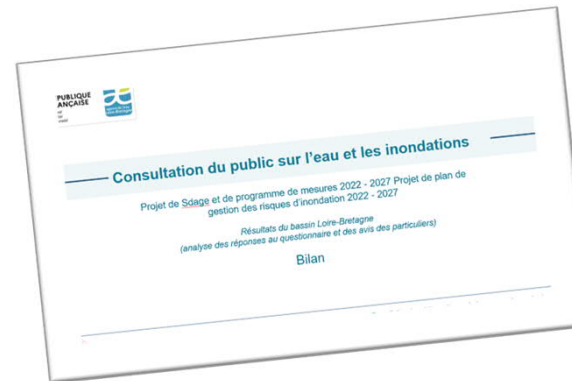 PUBLIQUE
ANÇAISE
Consultation du public sur l'eau et les inondations
Projet de Sdage et de programme de mesures 2022 - 2027 Projet de plan de
gestion des risques d'inondation 2022 - 2027
Résultats du bassin Loire-Bretagne
(analyse des réponses au questionnaire et des avis des particuliers)
Bilan